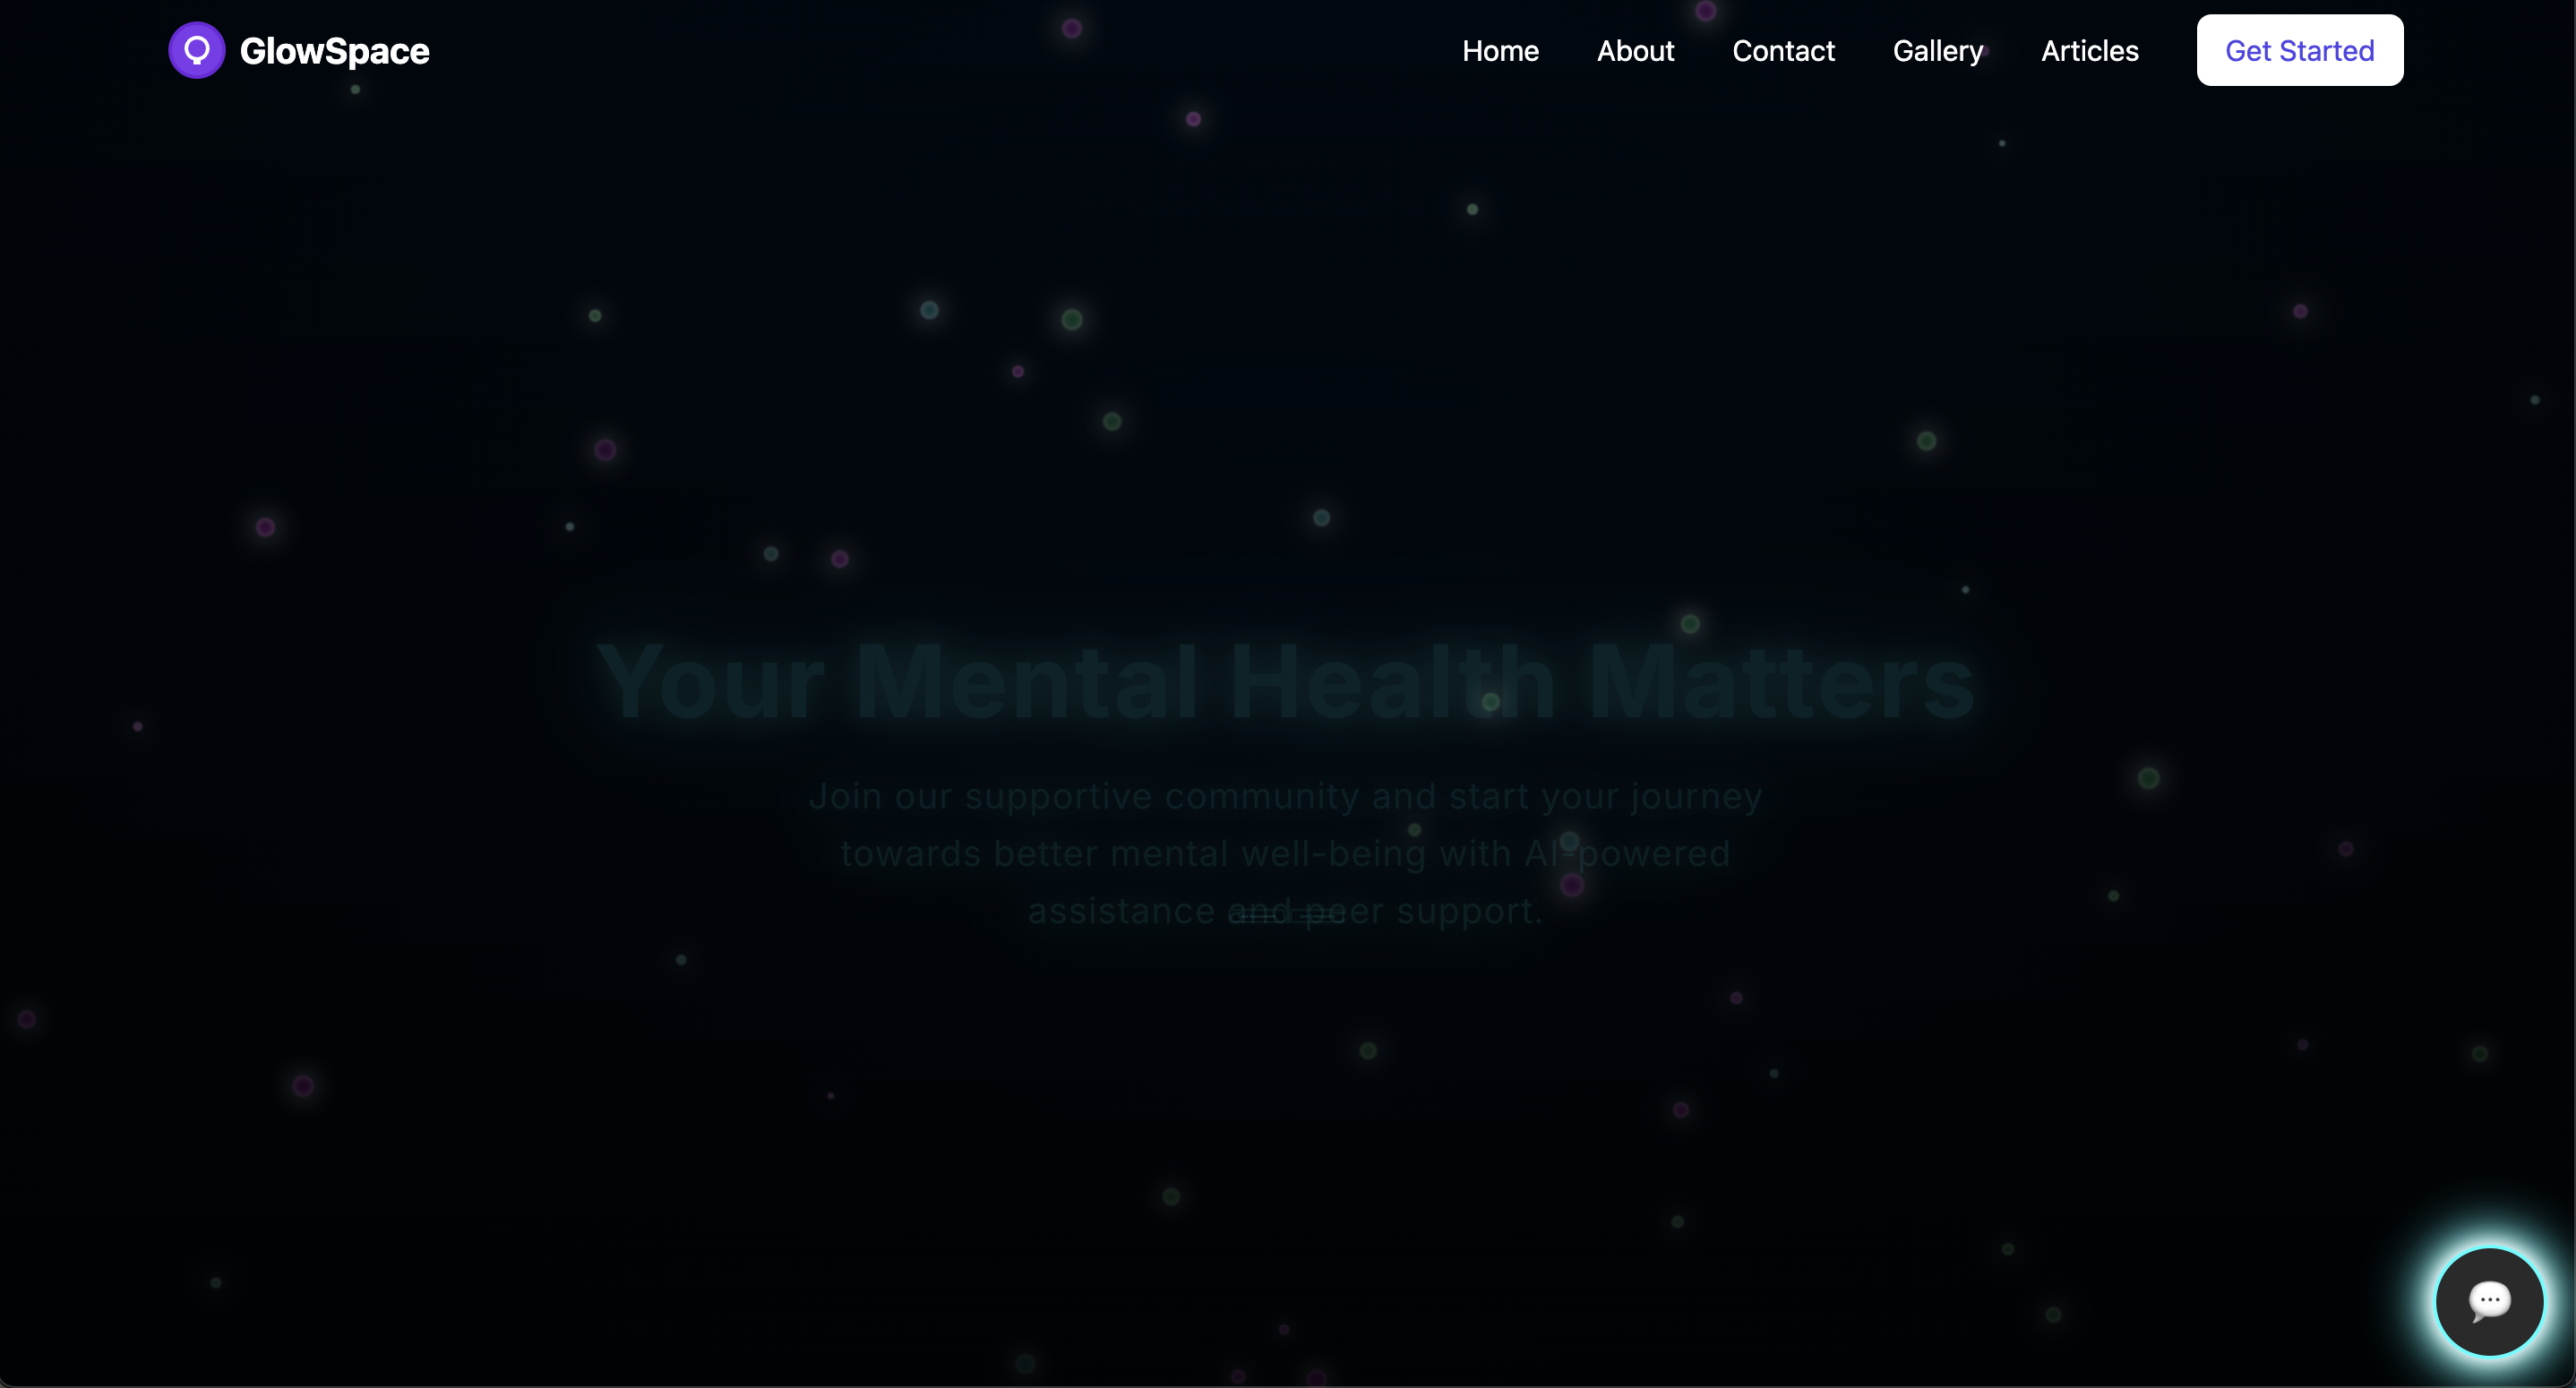 GlowSpace
Home About Contact Gallery Articles Get Started
Your Mental Health Matters
Join our supportive community and start your journey
towards better mental well-being with AI-powered
assistance and peer support.